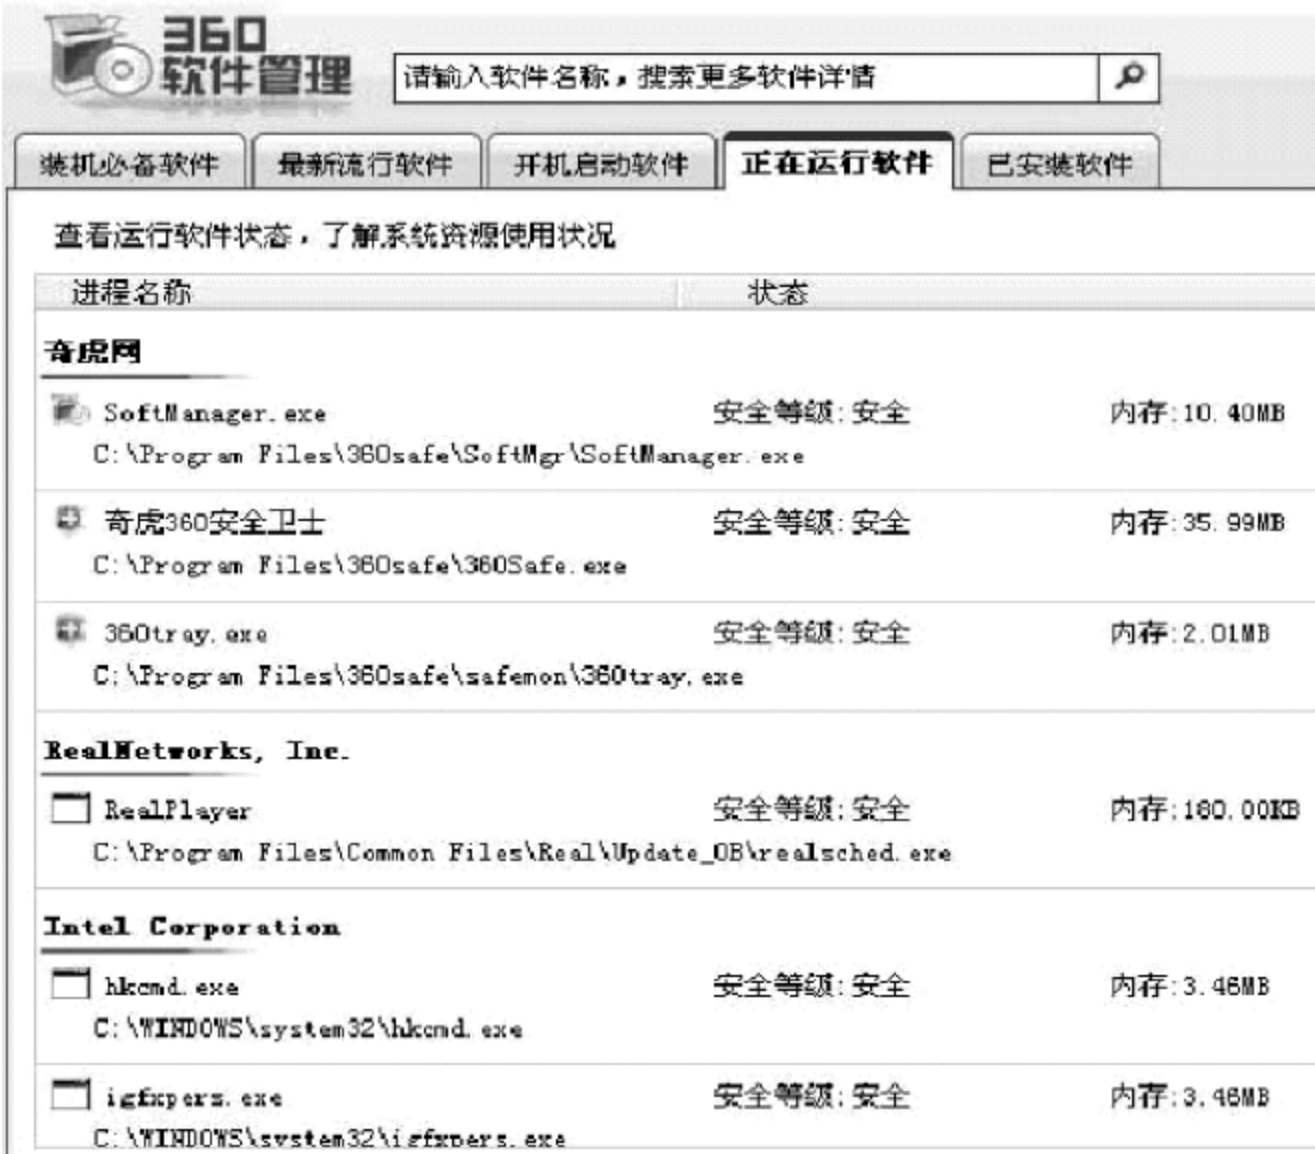 360
软件管理
请输入软件名称，搜索更多软件详情
装机必备软件 最新流行软件 开机启动软件 正在运行软件 已安装软件
查看运行软件状态，了解系统资源使用状况
进程名称 状态
奇虎网
SoftManager.exe 安全等级:安全 内存:10.40MB
C:\Program Files\360safe\SoftMgr\SoftManager.exe
奇虎360安全卫士 安全等级:安全 内存:35.99MB
C:\Program Files\360safe\360Safe.exe
360tray.exe 安全等级:安全 内存:2.01MB
C:\Program Files\360safe\safemon\360tray.exe
RealNetworks, Inc.
RealPlayer 安全等级:安全 内存:180.00KB
C:\Program Files\Common Files\Real\Update_OB\realsched.exe
Intel Corporation
hkcmd.exe 安全等级:安全 内存:3.46MB
C:\WINDOWS\system32\hkcmd.exe
igfxpers.exe 安全等级:安全 内存:3.46MB
C:\WINDOWS\system32\igfxpers.exe